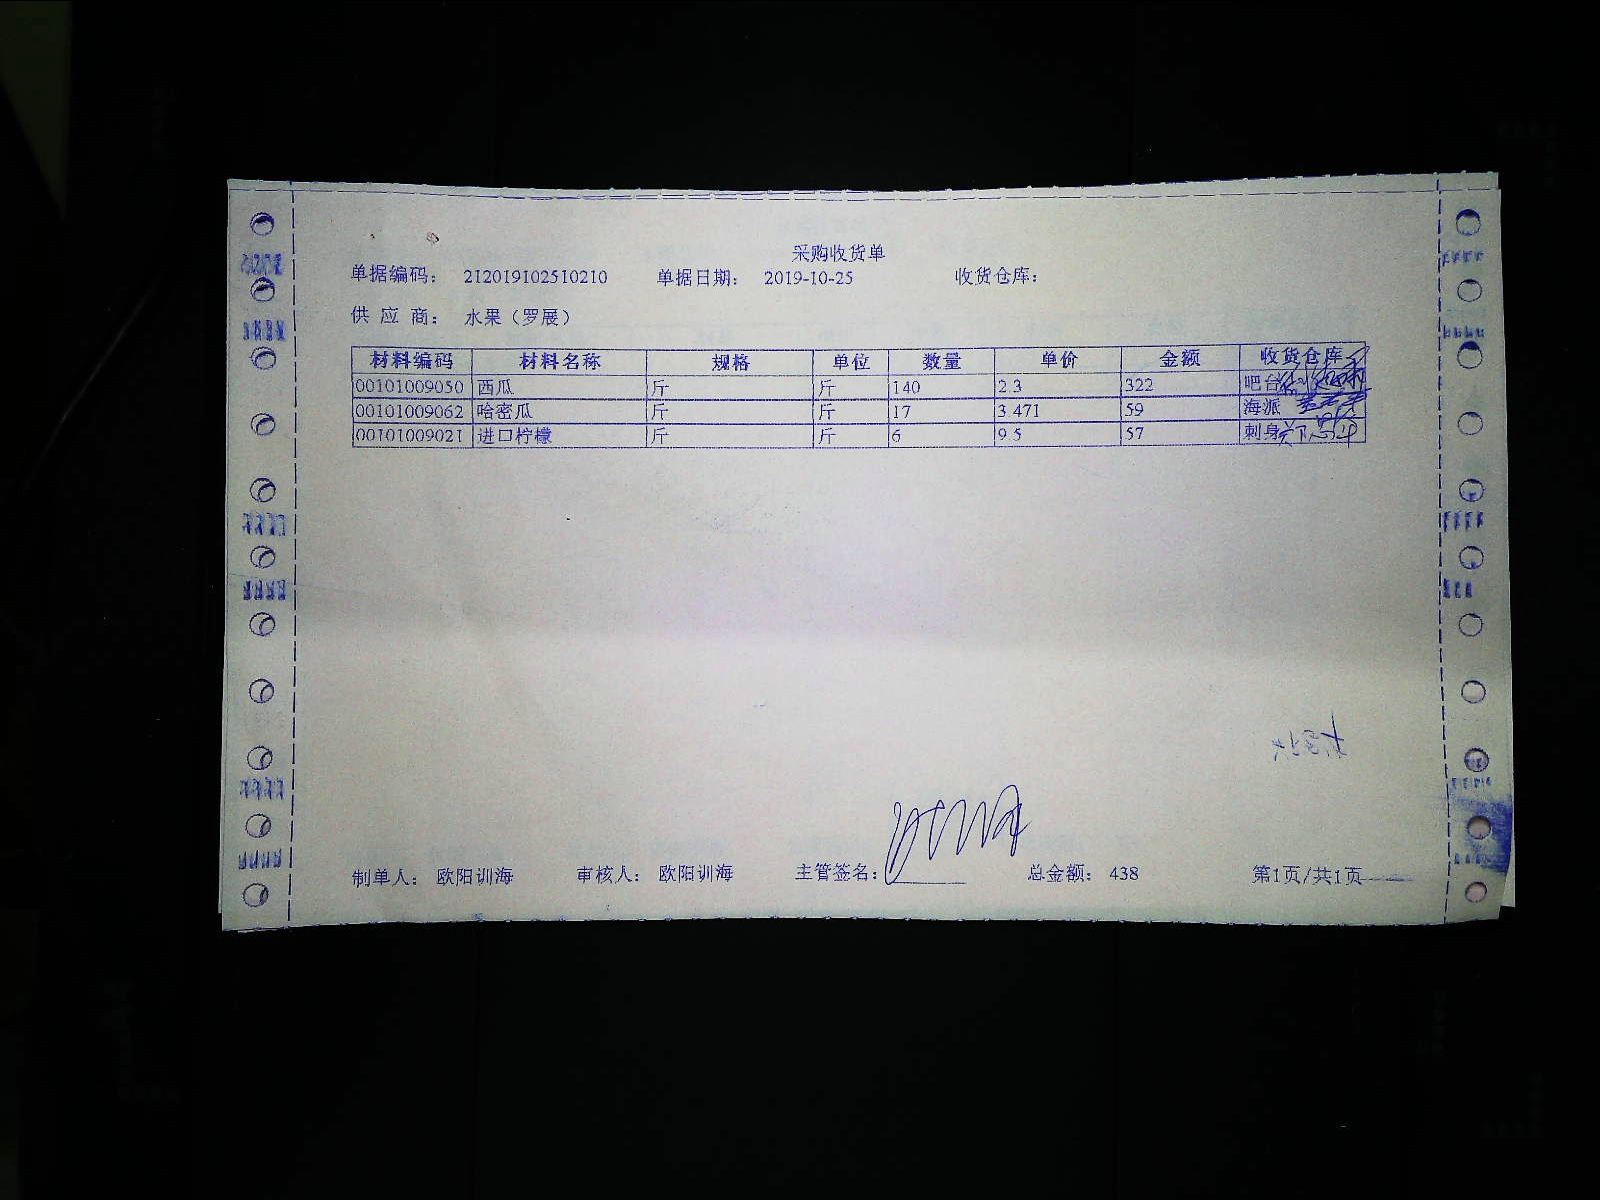 采购收货单
单据编码： 212019102510210 单据日期： 2019-10-25 收货仓库：
供 应 商： 水果（罗展）
材料编码 材料名称 规格 单位 数量 单价 金额 收货仓库
00101009050 西瓜 斤 斤 140 2.3 322 吧台
00101009062 哈密瓜 斤 斤 17 3.471 59 海派
00101009021 进口柠檬 斤 斤 6 9.5 57 刺身
制单人： 欧阳训海 审核人： 欧阳训海 主管签名： 总金额： 438 第1页/共1页